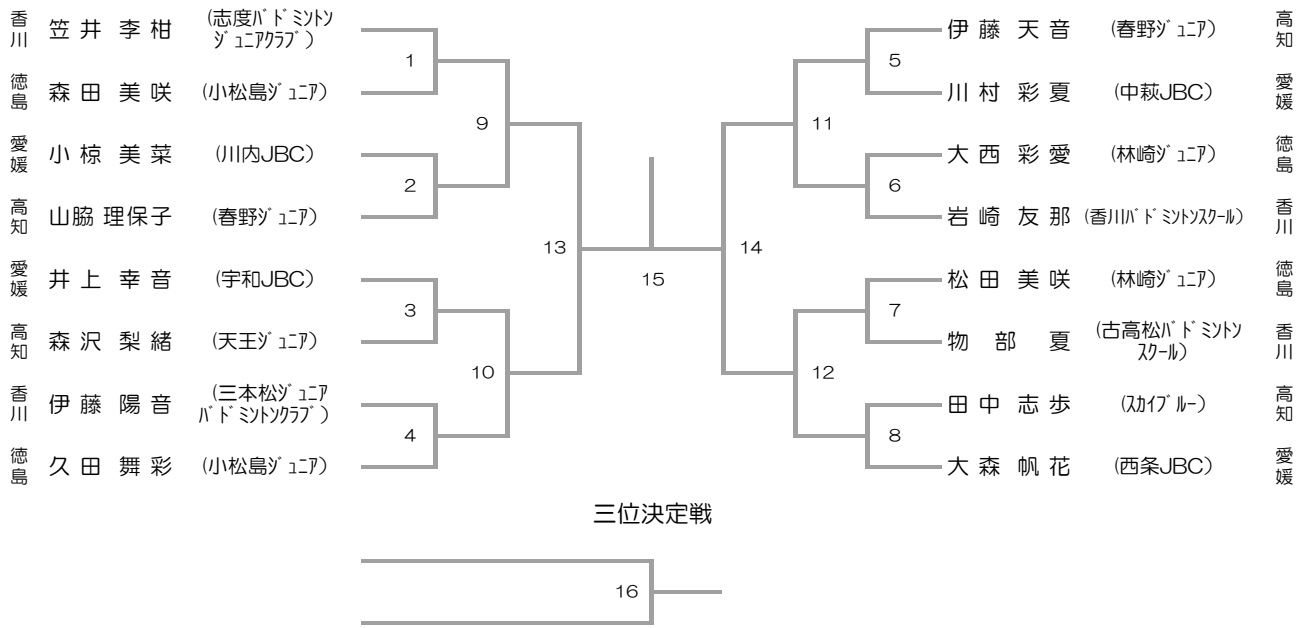 香川 笠井 李柑 (志度バドミントンジュニアクラブ)
1
徳島 森田 美咲 (小松島ジュニア)
9
愛媛 小椋 美菜 (川内JBC)
2
高知 山脇 理保子 (春野ジュニア)
13
愛媛 井上 幸音 (宇和JBC)
3
高知 森沢 梨緒 (天王ジュニア)
10
香川 伊藤 陽音 (三本松ジュニアバドミントンクラブ)
4
徳島 久田 舞彩 (小松島ジュニア)
15
伊藤 天音 (春野ジュニア) 高知
5
川村 彩夏 (中萩JBC) 愛媛
11
大西 彩愛 (林崎ジュニア) 徳島
6
岩崎 友那 (香川バドミントンスクール) 香川
14
松田 美咲 (林崎ジュニア) 徳島
7
物部 夏 (古高松バドミントンスクール) 香川
12
田中 志歩 (スカイブルー) 高知
8
大森 帆花 (西条JBC) 愛媛
三位決定戦
16